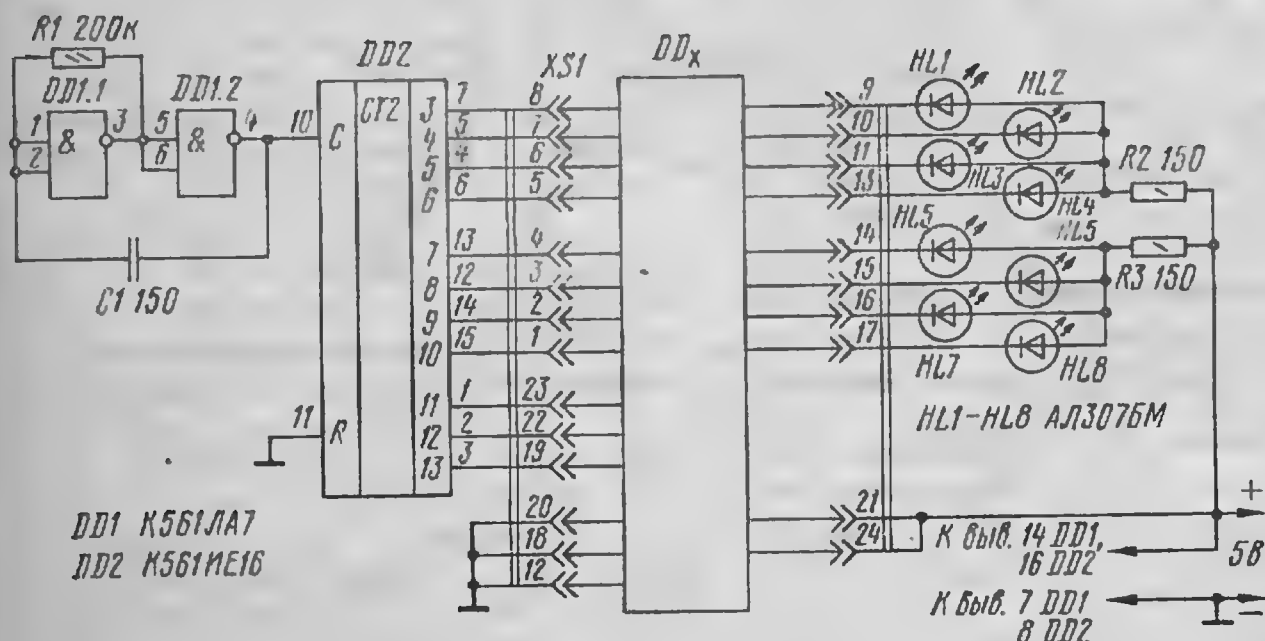 R1 200к
DD1.1
DD1.2
1
2
&
3
5
6
&
4
C1 150
DD2
10
C
CT2
11
R
3
4
5
6
7
8
9
10
11
12
13
7
5
4
6
13
12
14
15
1
2
3
XS1
8
7
6
5
4
3
2
1
23
22
19
20
18
12
DDx
9
10
11
13
14
15
16
17
21
24
HL1
HL2
HL3
HL4
HL5
HL5
HL7
HL8
R2 150
R3 150
HL1-HL8 АЛ307БМ
DD1 К561ЛА7
DD2 К561ИЕ16
К выв. 14 DD1,
16 DD2
+
5В
К выв. 7 DD1
8 DD2
−